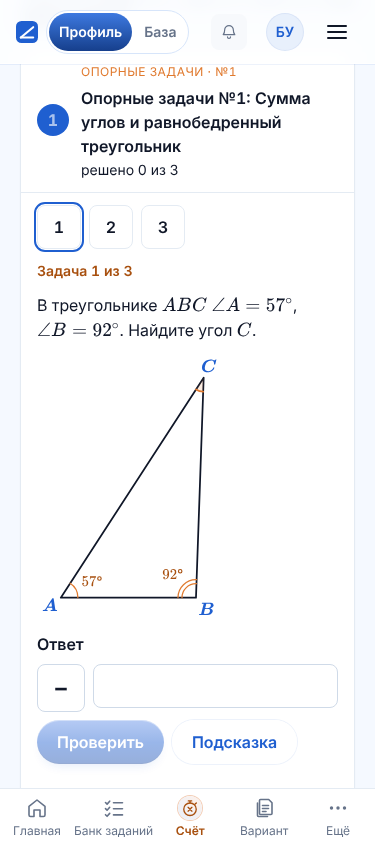 Профиль
База
БУ
ОПОРНЫЕ ЗАДАЧИ · №1
1
Опорные задачи №1: Сумма
углов и равнобедренный
треугольник
решено 0 из 3
1
2
3
Задача 1 из 3
В треугольнике ABC ∠A = 57°,
∠B = 92°. Найдите угол C.
C
57°
92°
A
B
Ответ
−
Проверить
Подсказка
Главная
Банк заданий
Счёт
Вариант
Ещё